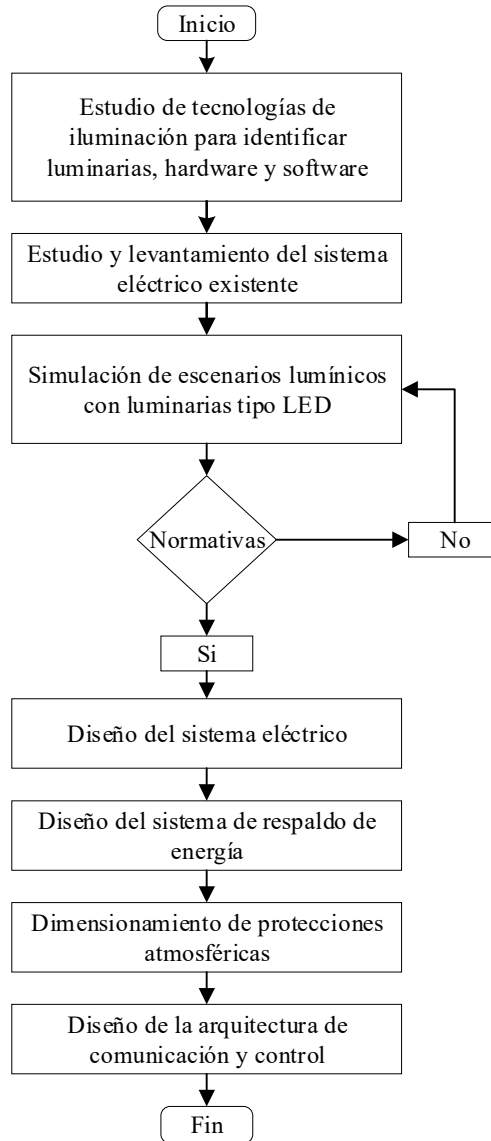 Inicio
Estudio de tecnologías de
iluminación para identificar
luminarias, hardware y software
Estudio y levantamiento del sistema
eléctrico existente
Simulación de escenarios lumínicos
con luminarias tipo LED
Normativas
No
Si
Diseño del sistema eléctrico
Diseño del sistema de respaldo de
energía
Dimensionamiento de protecciones
atmosféricas
Diseño de la arquitectura de
comunicación y control
Fin